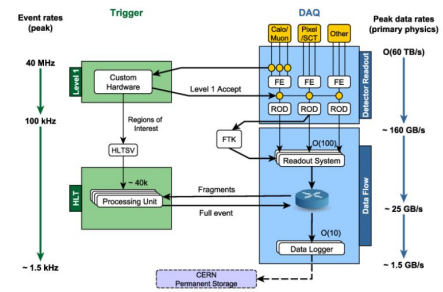 Event rates
(peak)
Trigger
DAQ
Peak data rates
(primary physics)
40 MHz
100 kHz
~ 1.5 kHz
Level 1
Custom
Hardware
Level 1 Accept
Regions of
Interest
HLTSV
~ 40k
HLT
Processing Unit
Fragments
Full event
Calo/
Muon
Pixel
/SCT
Other
FE
FE
FE
ROD
ROD
ROD
Detector Readout
FTK
O(100)
Readout System
O(10)
Data Logger
Data Flow
CERN
Permanent Storage
O(60 TB/s)
~ 160 GB/s
~ 25 GB/s
~ 1.5 GB/s